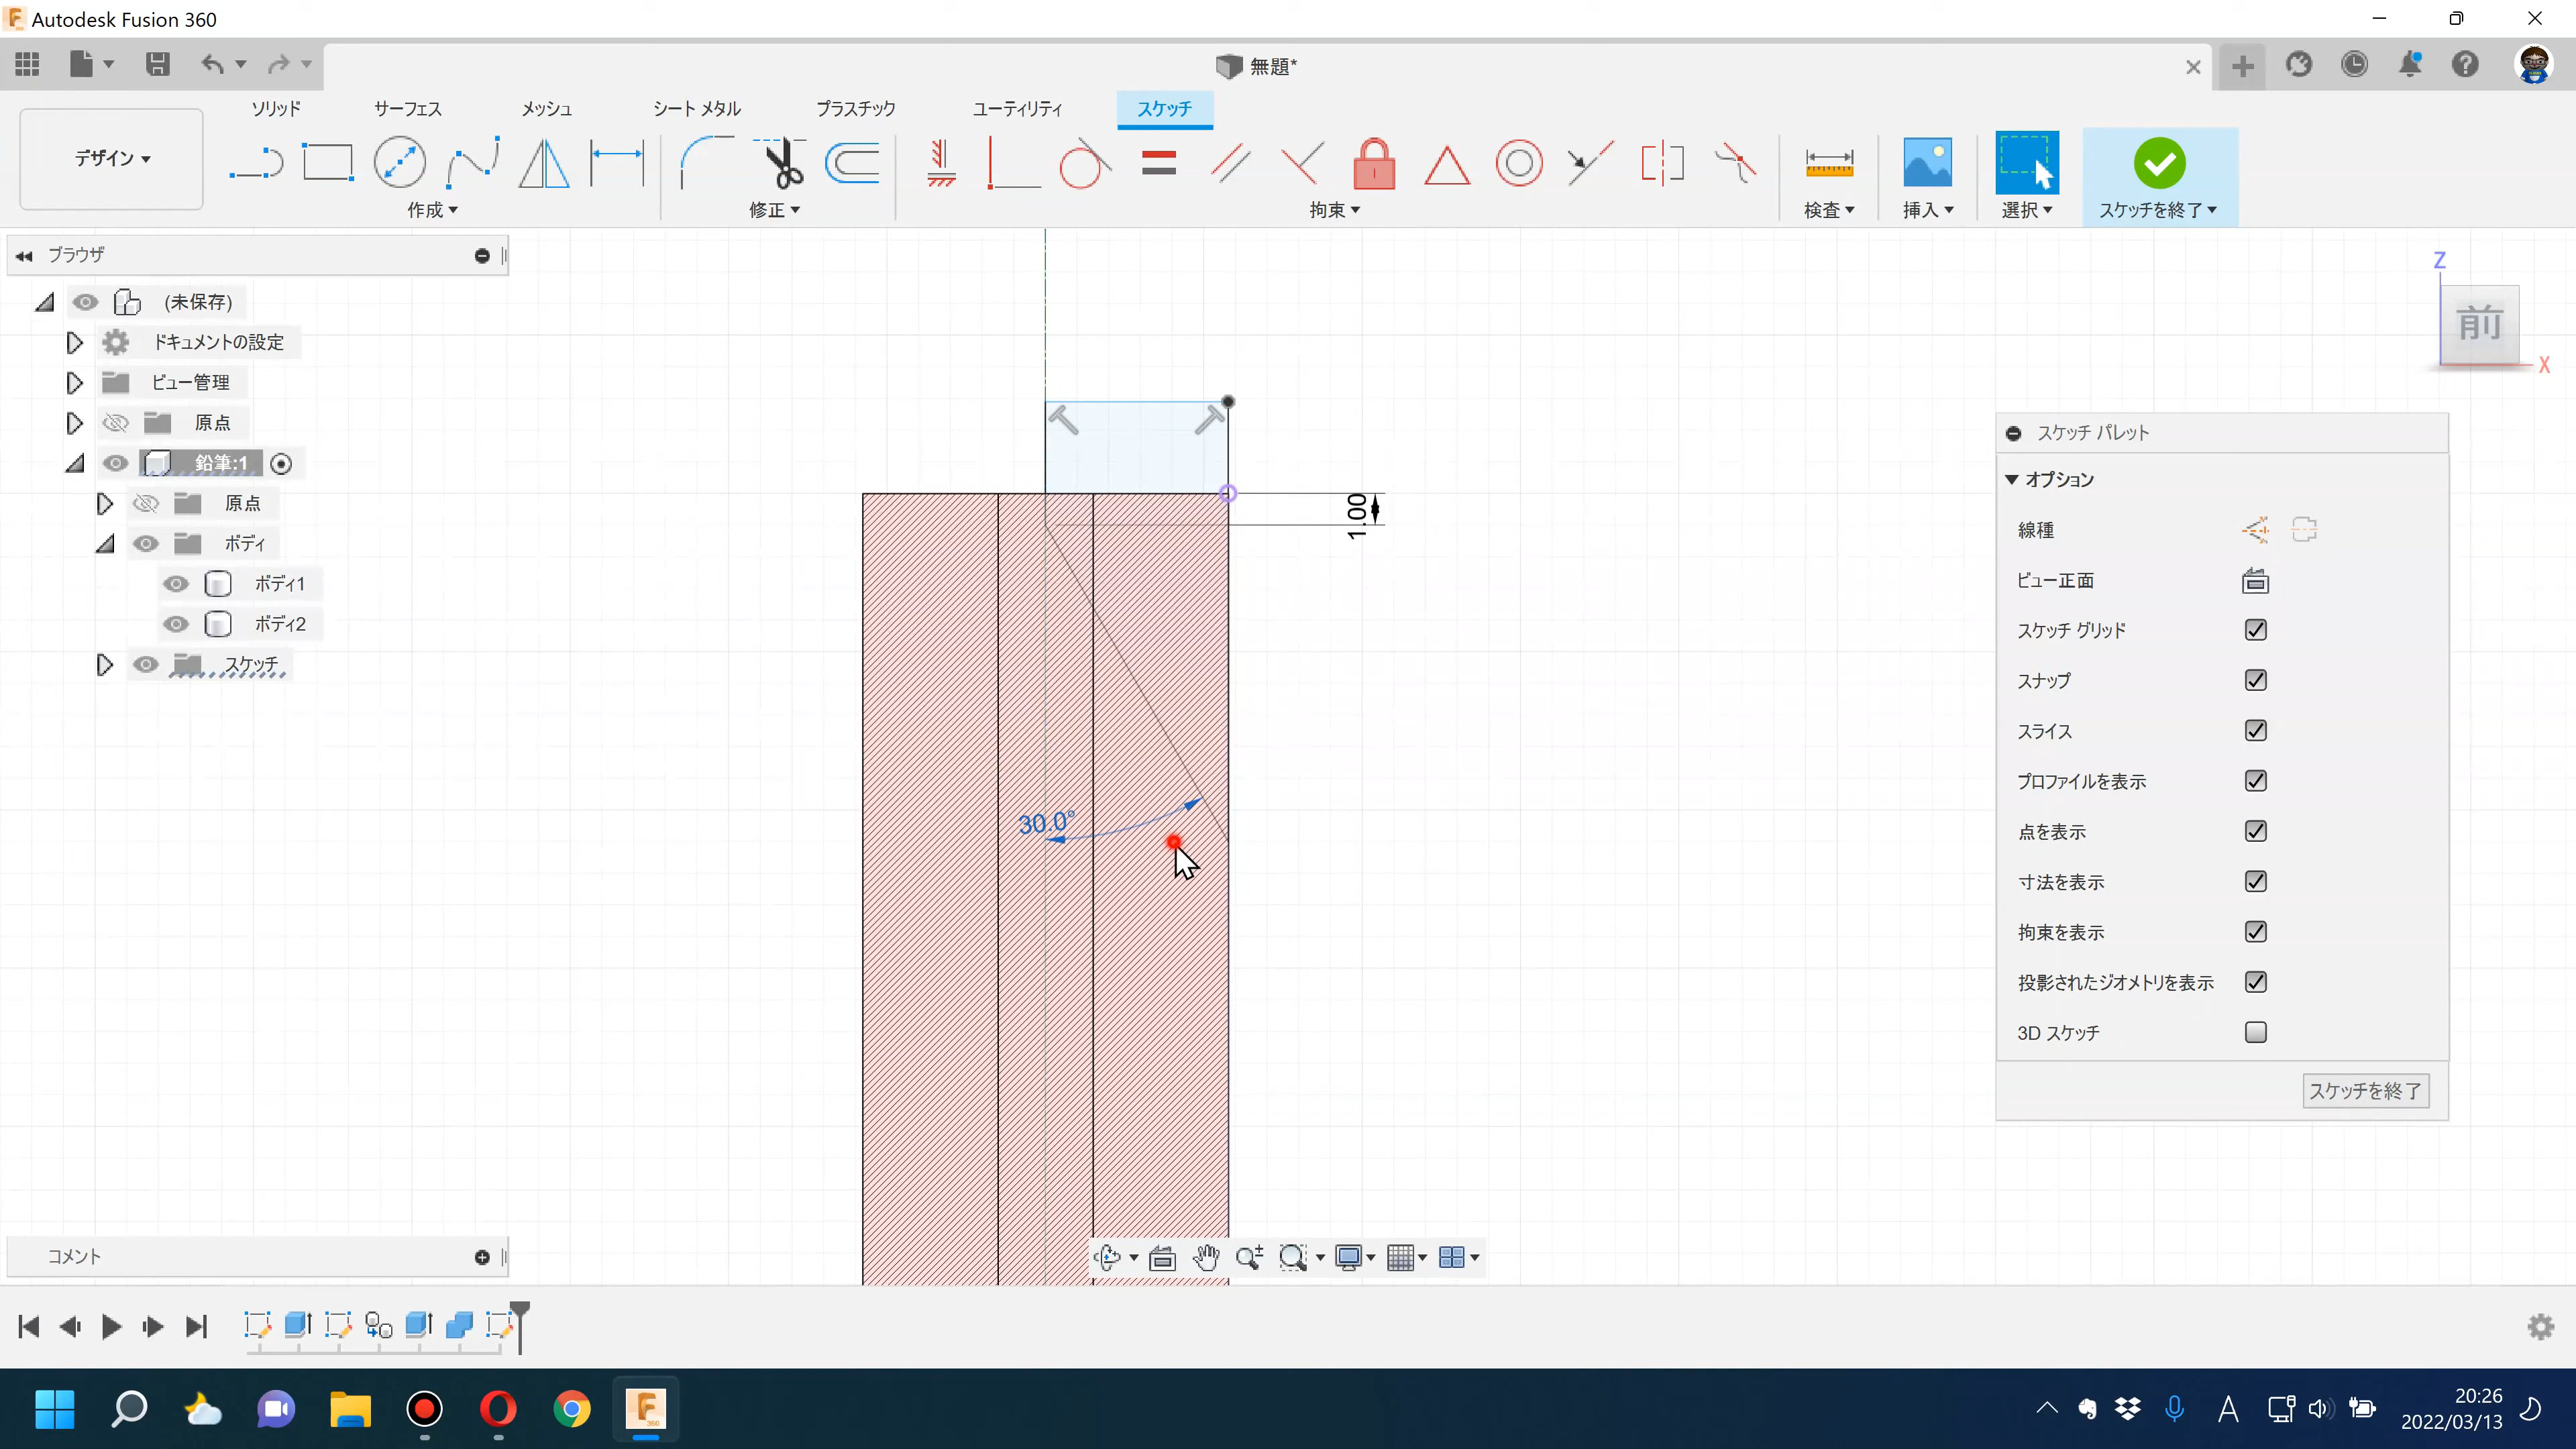 Autodesk Fusion 360
無題*
ソリッド
サーフェス
メッシュ
シート メタル
プラスチック
ユーティリティ
スケッチ
デザイン
作成
修正
拘束
検査
挿入
選択
スケッチを終了
ブラウザ
(未保存)
ドキュメントの設定
ビュー管理
原点
鉛筆:1
原点
ボディ
ボディ1
ボディ2
スケッチ
Z
前
X
1.00
30.0°
スケッチ パレット
オプション
線種
ビュー正面
スケッチ グリッド
スナップ
スライス
プロファイルを表示
点を表示
寸法を表示
拘束を表示
投影されたジオメトリを表示
3D スケッチ
スケッチを終了
コメント
360
A
20:26
2022/03/13